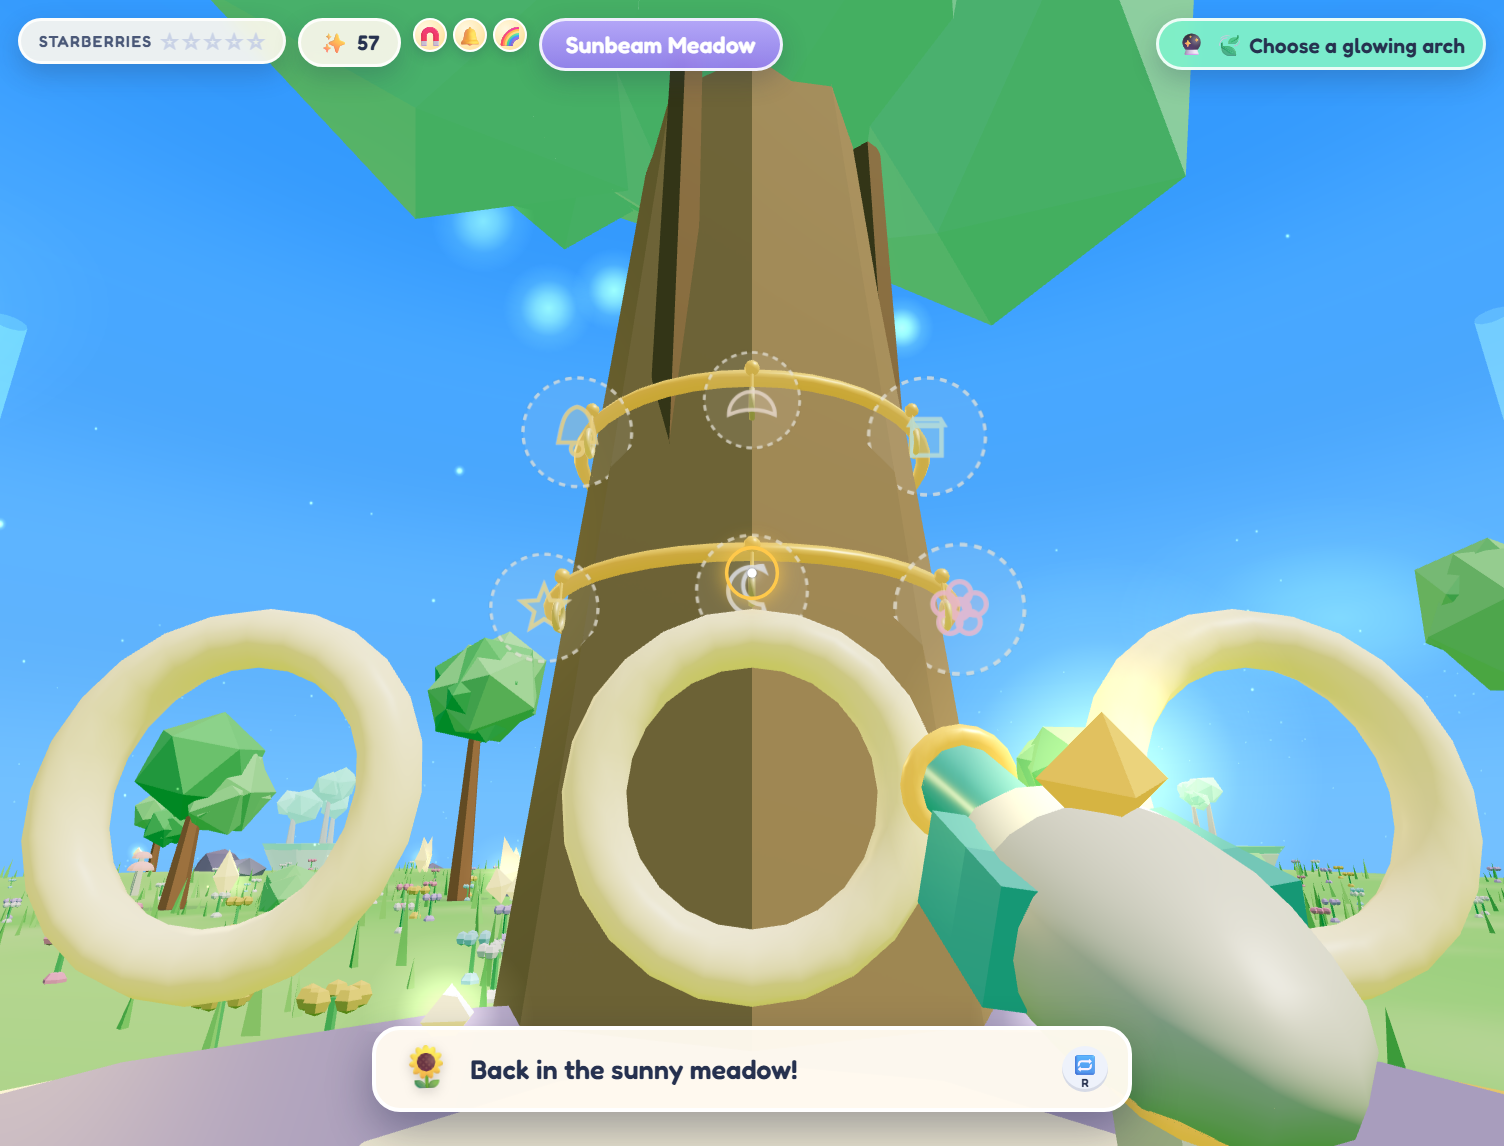 STARBERRIES
57
Sunbeam Meadow
Choose a glowing arch
Back in the sunny meadow!
R